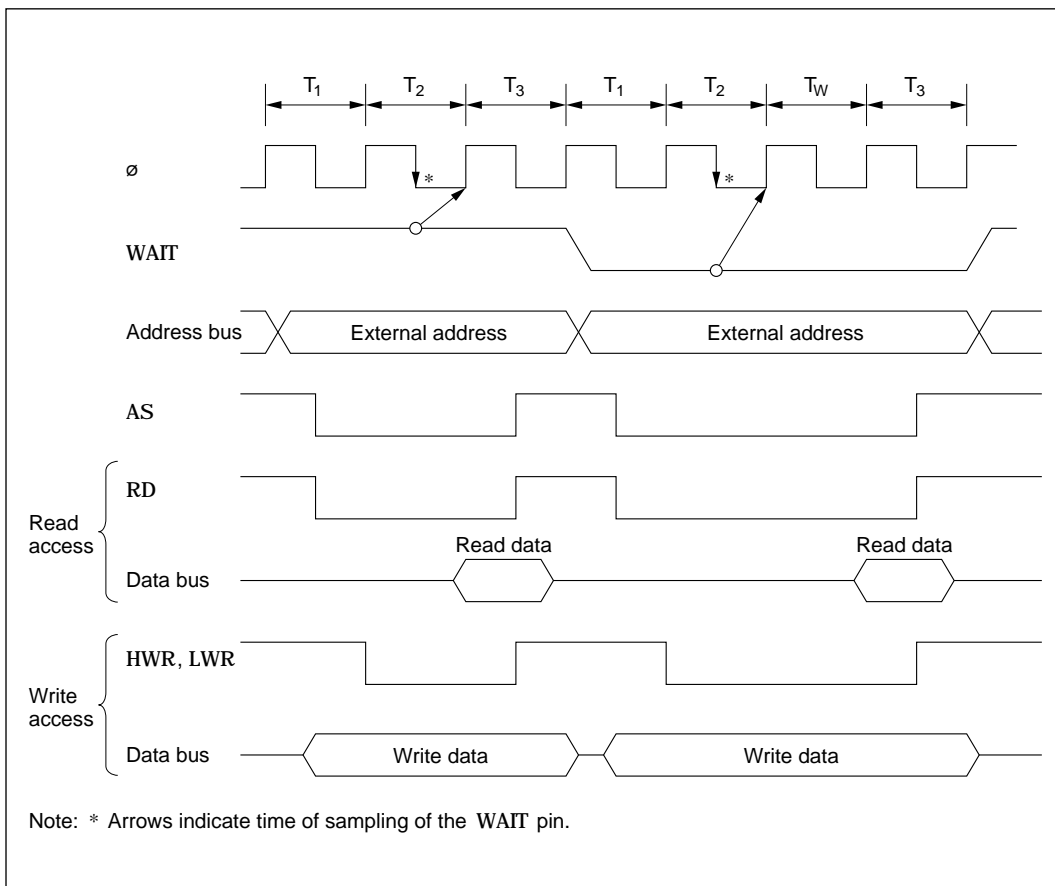 T1 T2 T3 T1 T2 TW T3
ø
* *
WAIT
Address bus External address External address
AS
Read access
RD
Read data Read data
Data bus
Write access
HWR, LWR
Data bus Write data Write data
Note: * Arrows indicate time of sampling of the WAIT pin.